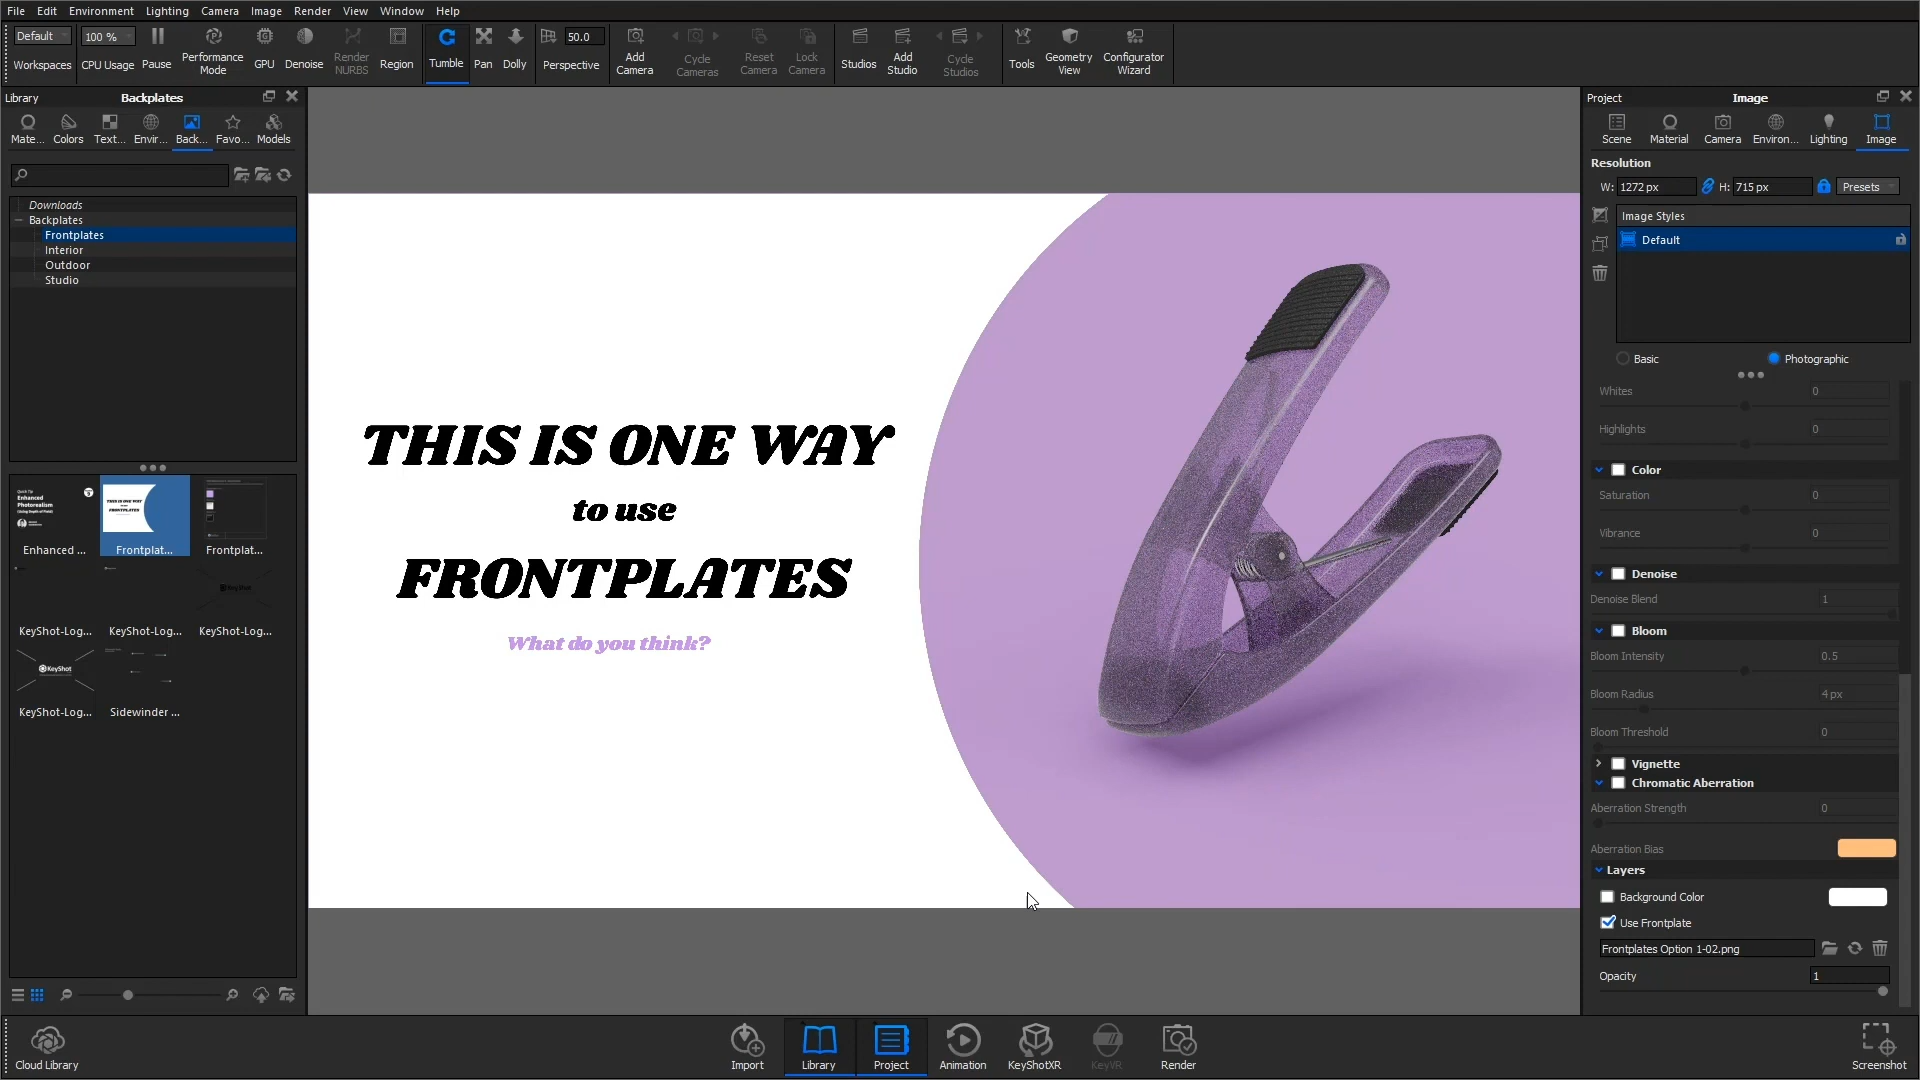 File Edit Environment Lighting Camera Image Render View Window Help
Default
100 %
50.0
Workspaces
CPU Usage
Pause
Performance Mode
GPU
Denoise
Render NURBS
Region
Tumble
Pan
Dolly
Perspective
Add Camera
Cycle Cameras
Reset Camera
Lock Camera
Studios
Add Studio
Cycle Studios
Tools
Geometry View
Configurator Wizard
Library
Backplates
Mate... Colors Text... Envir... Back... Favo... Models
Downloads
Backplates
Frontplates
Interior
Outdoor
Studio
Quick Tip
Enhanced
Photorealism
Enhanced ...
Frontplat...
Frontplat...
KeyShot-Log...
KeyShot-Log...
KeyShot-Log...
KeyShot
KeyShot-Log...
Sidewinder ...
THIS IS ONE WAY
to use
FRONTPLATES
What do you think?
Project
Image
Scene Material Camera Environ... Lighting Image
Resolution
W: 1272 px H: 715 px Presets
Image Styles
Default
Basic Photographic
Whites 0
Highlights 0
Color
Saturation 0
Vibrance 0
Denoise
Denoise Blend 1
Bloom
Bloom Intensity 0.5
Bloom Radius 4 px
Bloom Threshold 0
Vignette
Chromatic Aberration
Aberration Strength 0
Aberration Bias
Layers
Background Color
Use Frontplate
Frontplates Option 1-02.png
Opacity 1
Cloud Library
Import
Library
Project
Animation
KeyShotXR
KeyVR
Render
Screenshot